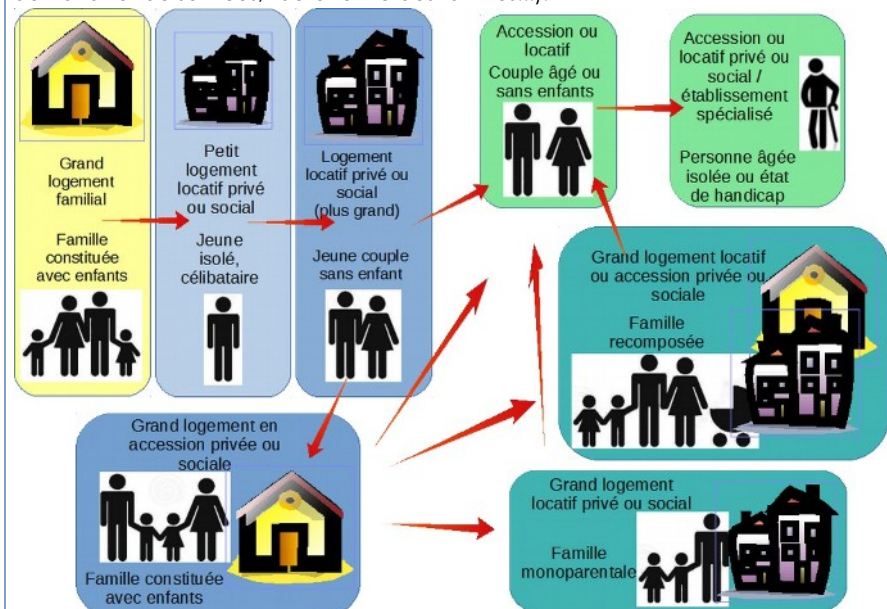 Grand
logement
familial
Famille
constituée
avec enfants
Petit
logement
locatif privé
ou social
Jeune
isolé,
célibataire
Logement
locatif privé ou
social
(plus grand)
Jeune couple
sans enfant
Accession ou
locatif
Couple âgé ou
sans enfants
Accession ou
locatif privé ou
social /
établissement
spécialisé
Personne âgée
isolée ou état
de handicap
Grand logement locatif
ou accession privée ou
sociale
Famille
recomposée
Grand logement en
accession privée ou
sociale
Famille constituée
avec enfants
Grand logement
locatif privé ou social
Famille
monoparentale